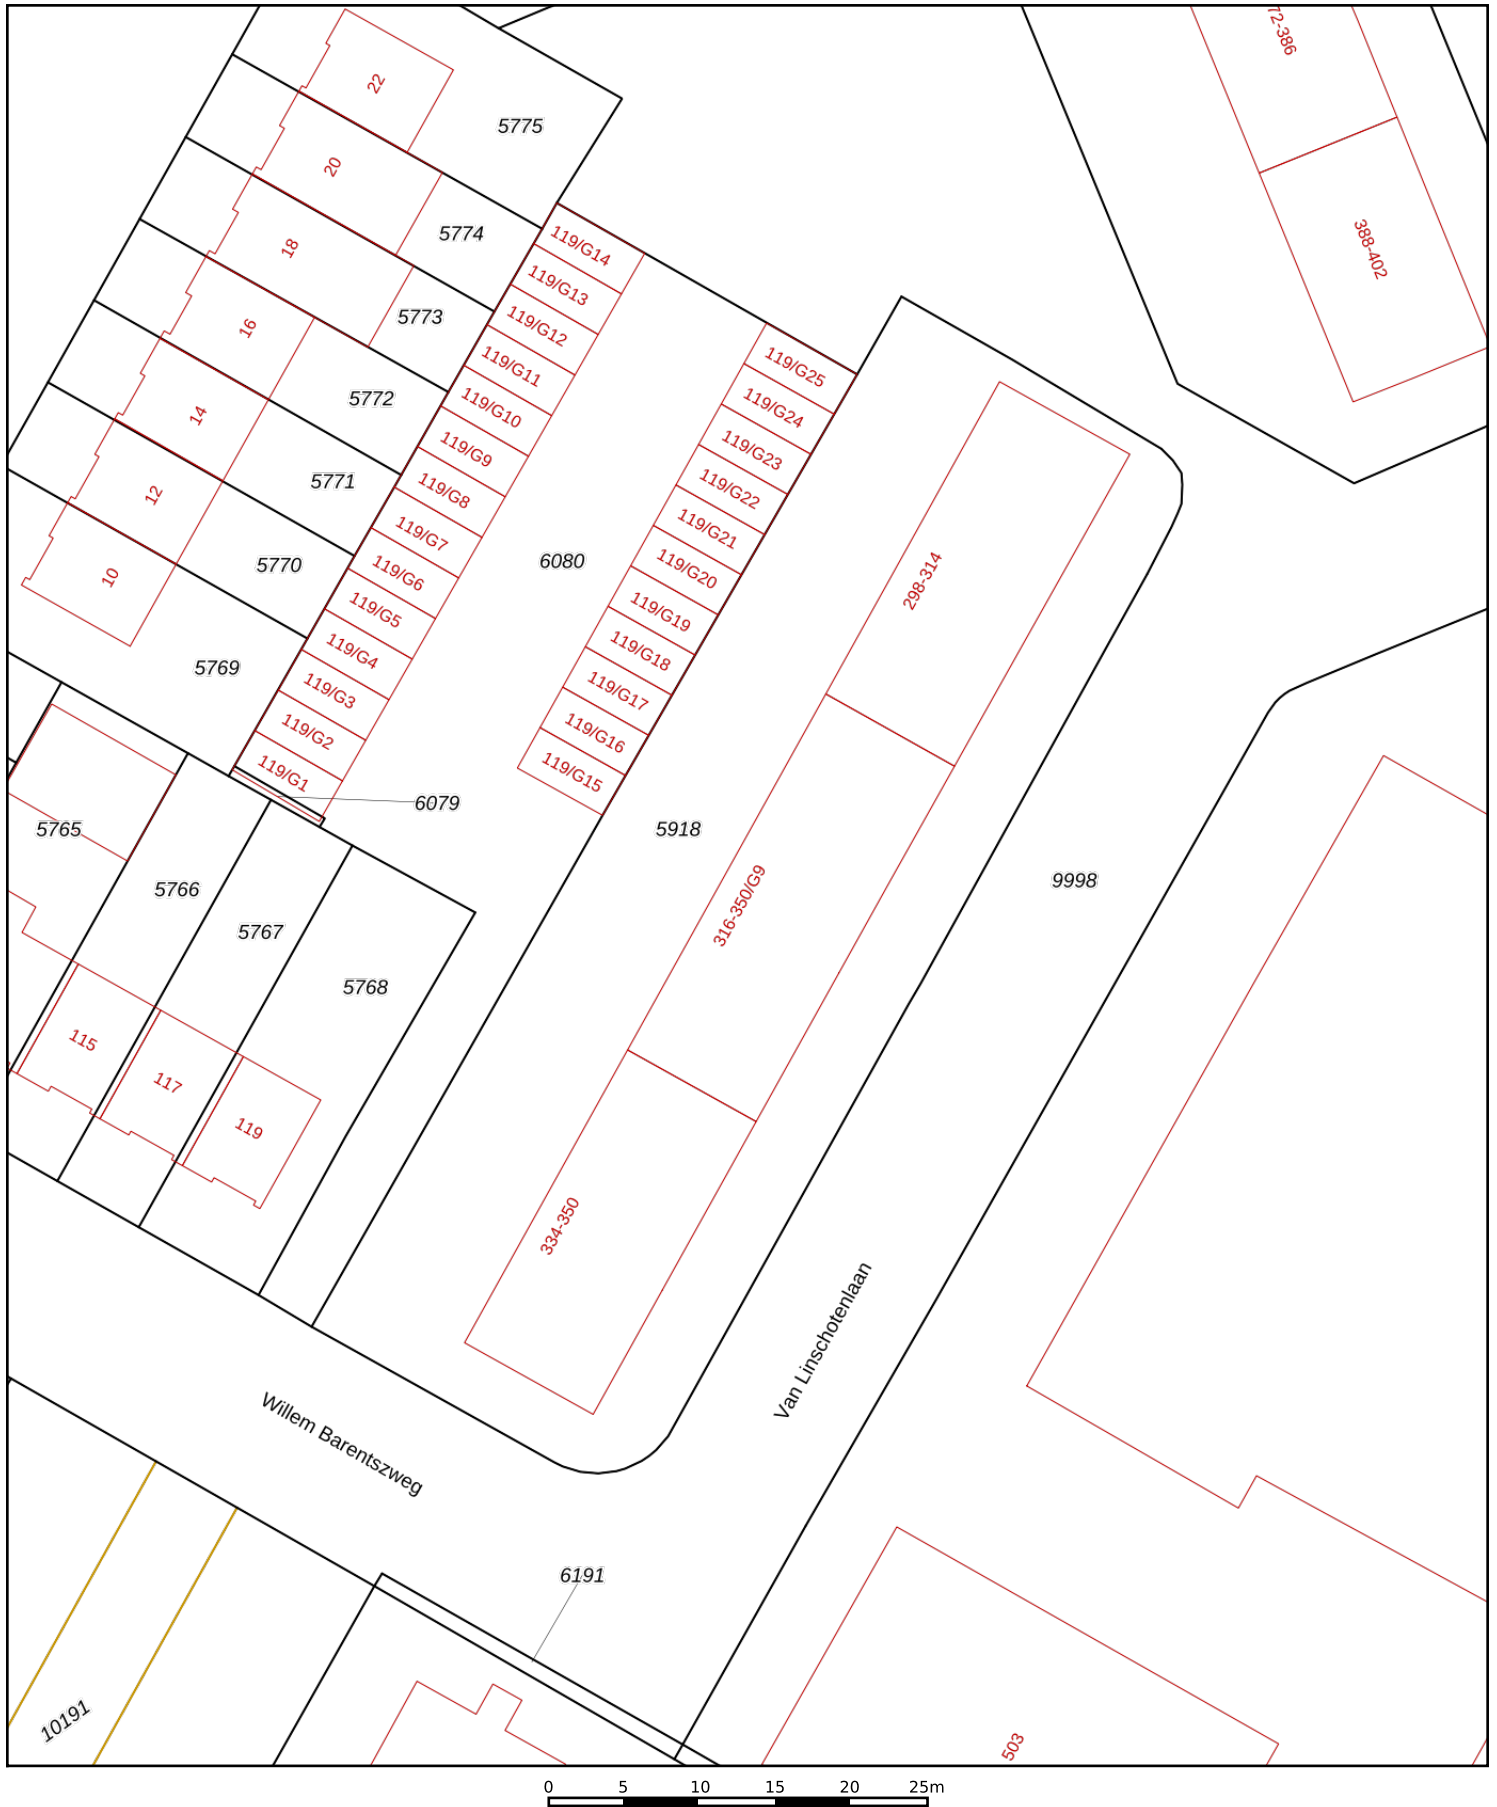 72-386
22
5775
20
388-402
5774
119/G14
18
119/G13
5773
119/G12
16
119/G11
119/G25
5772
119/G10
119/G24
14
119/G9
119/G23
5771
119/G8
119/G22
12
119/G7
119/G21
6080
5770
119/G6
119/G20
10
298-314
119/G5
119/G19
119/G4
119/G18
5769
119/G3
119/G17
119/G2
119/G16
119/G1
119/G15
6079
5765
5918
9998
5766
316-350/G9
5767
5768
115
117
119
334-350
Van Linschotenlaan
Willem Barentszweg
6191
10191
503
0 5 10 15 20 25m